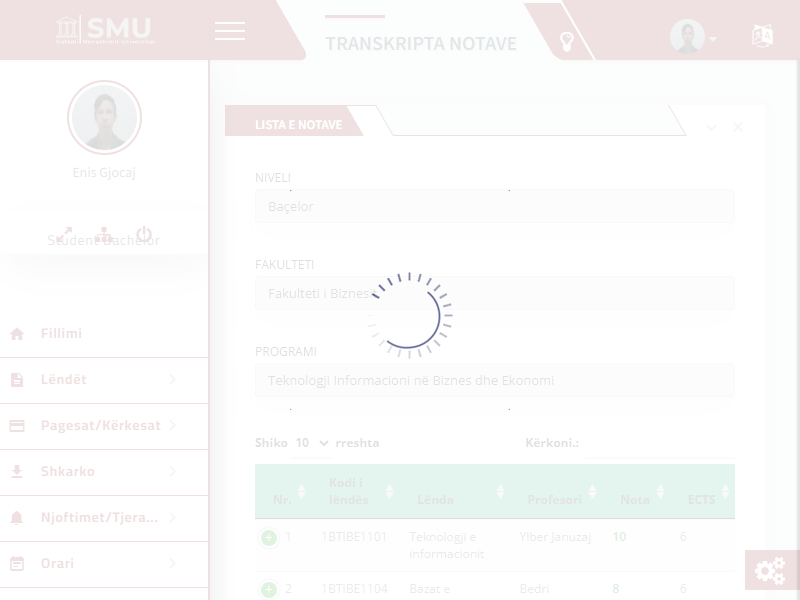 SMU
TRANSKRIPTA NOTAVE
Enis Gjocaj
Student Bachelor
Fillimi
Lëndët
Pagesat/Kërkesat
Shkarko
Njoftimet/Tjera...
Orari
LISTA E NOTAVE
NIVELI
Baçelor
FAKULTETI
Fakulteti i Biznesit
PROGRAMI
Teknologji Informacioni në Biznes dhe Ekonomi
Shiko 10 rreshta
Kërkoni.:
Nr. Kodi i lëndës Lënda Profesori Nota ECTS
1 1BTIBE1101 Teknologji e informacionit Ylber Januzaj 10 6
2 1BTIBE1104 Bazat e Bedri 8 6